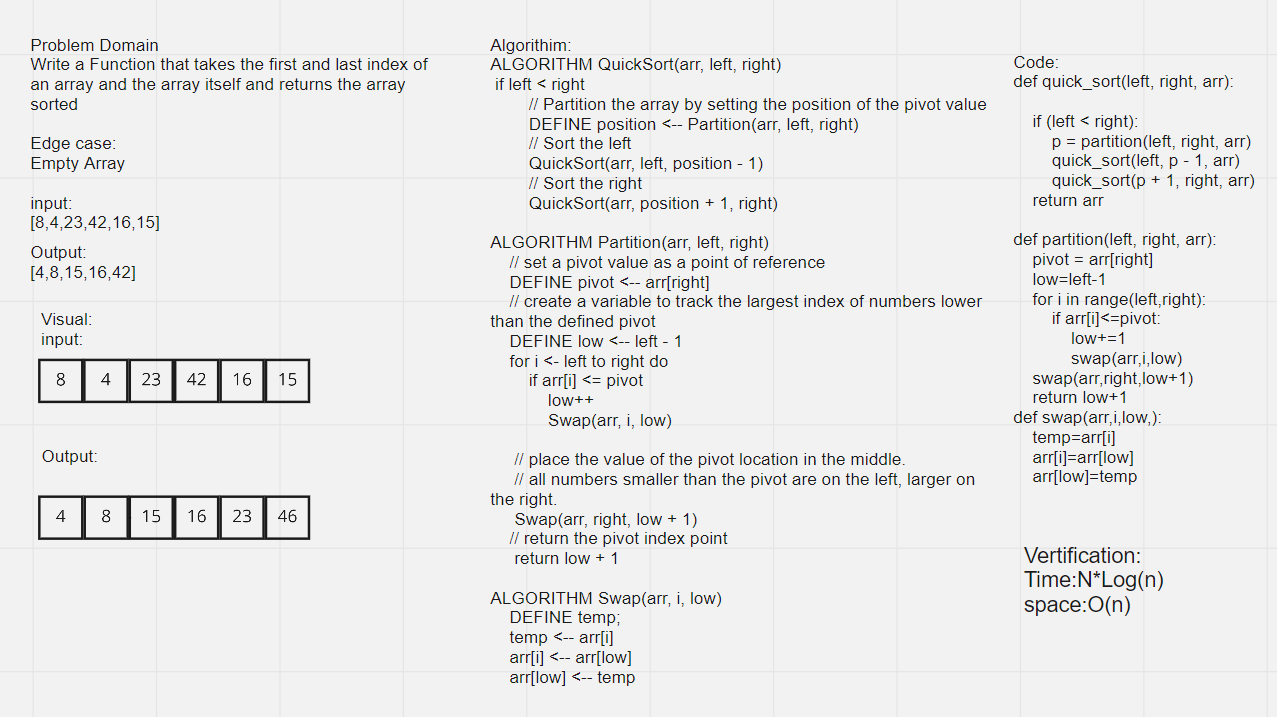 Problem Domain
Write a Function that takes the first and last index of
an array and the array itself and returns the array
sorted
Edge case:
Empty Array
input:
[8,4,23,42,16,15]
Output:
[4,8,15,16,42]
Visual:
input:
8 4 23 42 16 15
Output:
4 8 15 16 23 46
Algorithim:
ALGORITHM QuickSort(arr, left, right)
if left < right
// Partition the array by setting the position of the pivot value
DEFINE position <-- Partition(arr, left, right)
// Sort the left
QuickSort(arr, left, position - 1)
// Sort the right
QuickSort(arr, position + 1, right)
ALGORITHM Partition(arr, left, right)
// set a pivot value as a point of reference
DEFINE pivot <-- arr[right]
// create a variable to track the largest index of numbers lower
than the defined pivot
DEFINE low <-- left - 1
for i <- left to right do
if arr[i] <= pivot
low++
Swap(arr, i, low)
// place the value of the pivot location in the middle.
// all numbers smaller than the pivot are on the left, larger on
the right.
Swap(arr, right, low + 1)
// return the pivot index point
return low + 1
ALGORITHM Swap(arr, i, low)
DEFINE temp;
temp <-- arr[i]
arr[i] <-- arr[low]
arr[low] <-- temp
Code:
def quick_sort(left, right, arr):
if (left < right):
p = partition(left, right, arr)
quick_sort(left, p - 1, arr)
quick_sort(p + 1, right, arr)
return arr
def partition(left, right, arr):
pivot = arr[right]
low=left-1
for i in range(left,right):
if arr[i]<=pivot:
low+=1
swap(arr,i,low)
swap(arr,right,low+1)
return low+1
def swap(arr,i,low,):
temp=arr[i]
arr[i]=arr[low]
arr[low]=temp
Vertification:
Time:N*Log(n)
space:O(n)